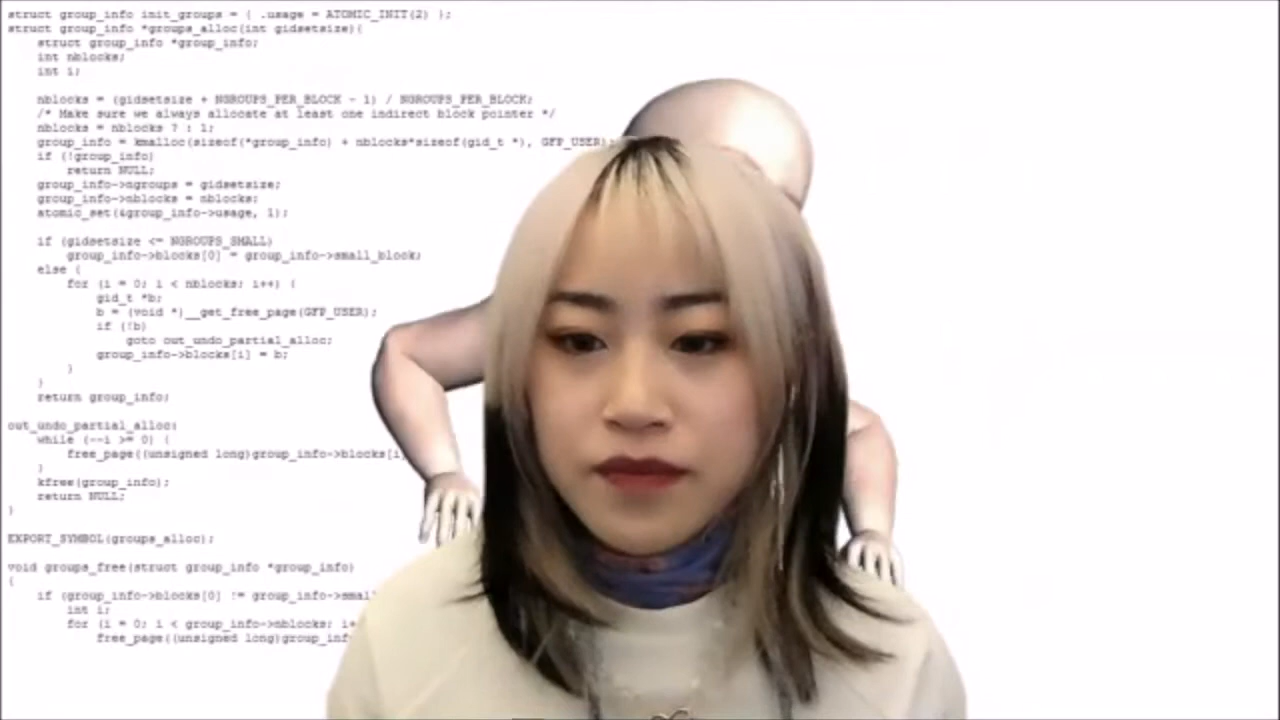 struct group_info init_groups = { .usage = ATOMIC_INIT(2) };
struct group_info *groups_alloc(int gidsetsize){
struct group_info *group_info;
int nblocks;
int i;
nblocks = (gidsetsize + NGROUPS_PER_BLOCK - 1) / NGROUPS_PER_BLOCK;
/* Make sure we always allocate at least one indirect block pointer */
nblocks = nblocks ? : 1;
group_info = kmalloc(sizeof(*group_info) + nblocks*sizeof(gid_t *), GFP_USER);
if (!group_info)
return NULL;
group_info->ngroups = gidsetsize;
group_info->nblocks = nblocks;
atomic_set(&group_info->usage, 1);
if (gidsetsize <= NGROUPS_SMALL)
group_info->blocks[0] = group_info->small_block;
else {
for (i = 0; i < nblocks; i++) {
gid_t *b;
b = (void *)__get_free_page(GFP_USER);
if (!b)
goto out_undo_partial_alloc;
group_info->blocks[i] = b;
}
}
return group_info;
out_undo_partial_alloc:
while (--i >= 0) {
free_page((unsigned long)group_info->blocks[i]
}
kfree(group_info);
return NULL;
}
EXPORT_SYMBOL(groups_alloc);
void groups_free(struct group_info *group_info)
{
if (group_info->blocks[0] != group_info->small
int i;
for (i = 0; i < group_info->nblocks; i+
free_page((unsigned long)group_inf